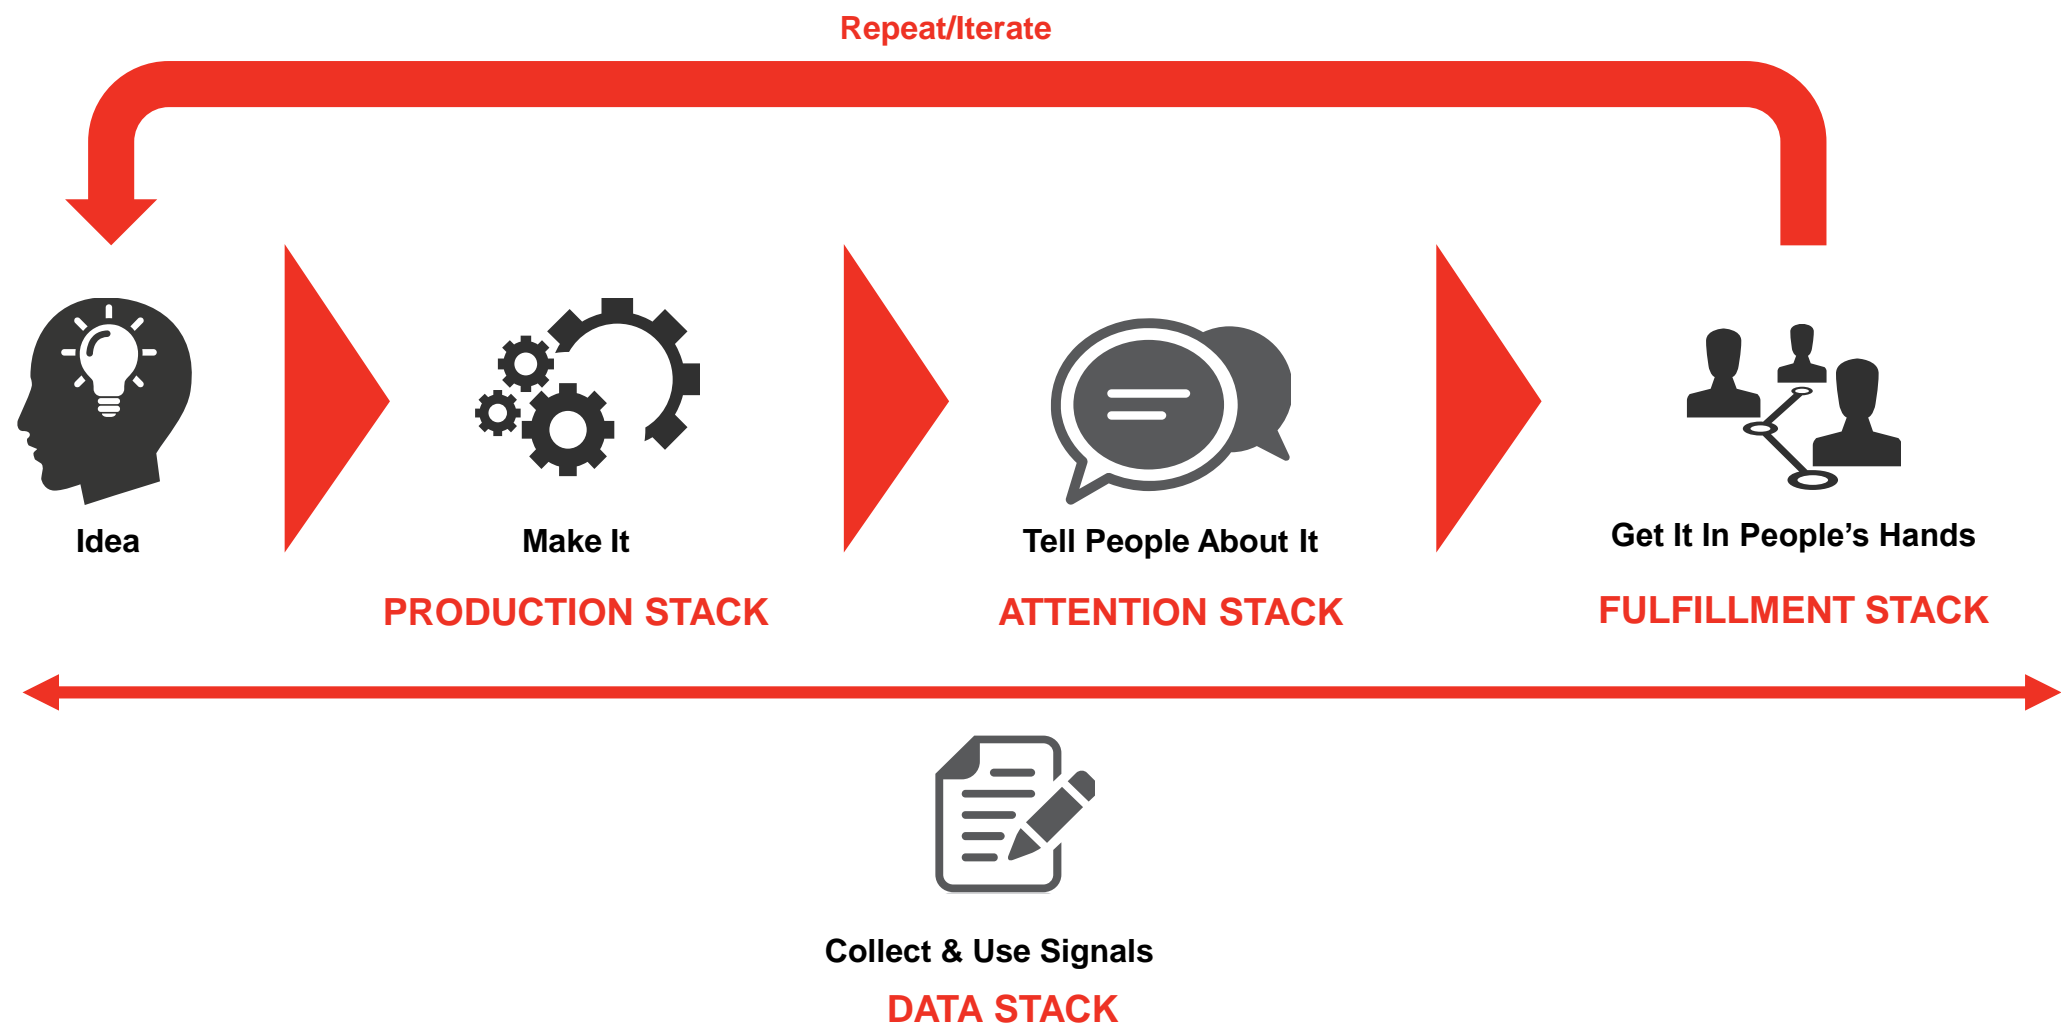 Repeat/Iterate
Idea
Make It
Tell People About It
Get It In People’s Hands
PRODUCTION STACK
ATTENTION STACK
FULFILLMENT STACK
Collect & Use Signals
DATA STACK